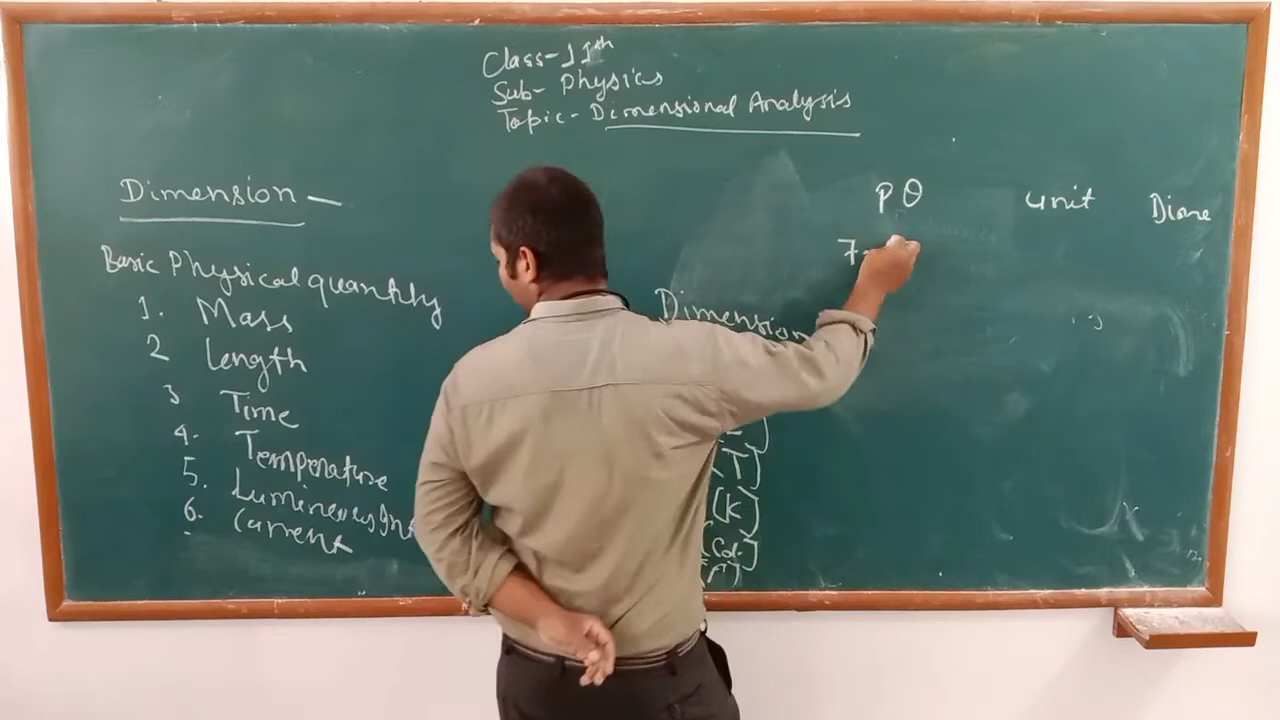 Class-11th
Sub- Physics
Topic- Dimensional Analysis
Dimension —
Basic Physical quantity
1. Mass
2 Length
3 Time
4. Temperature
5. Luminous Int
6. Current
Dimension
(T)
(K)
(Cd.)
PQ unit Dime
7.